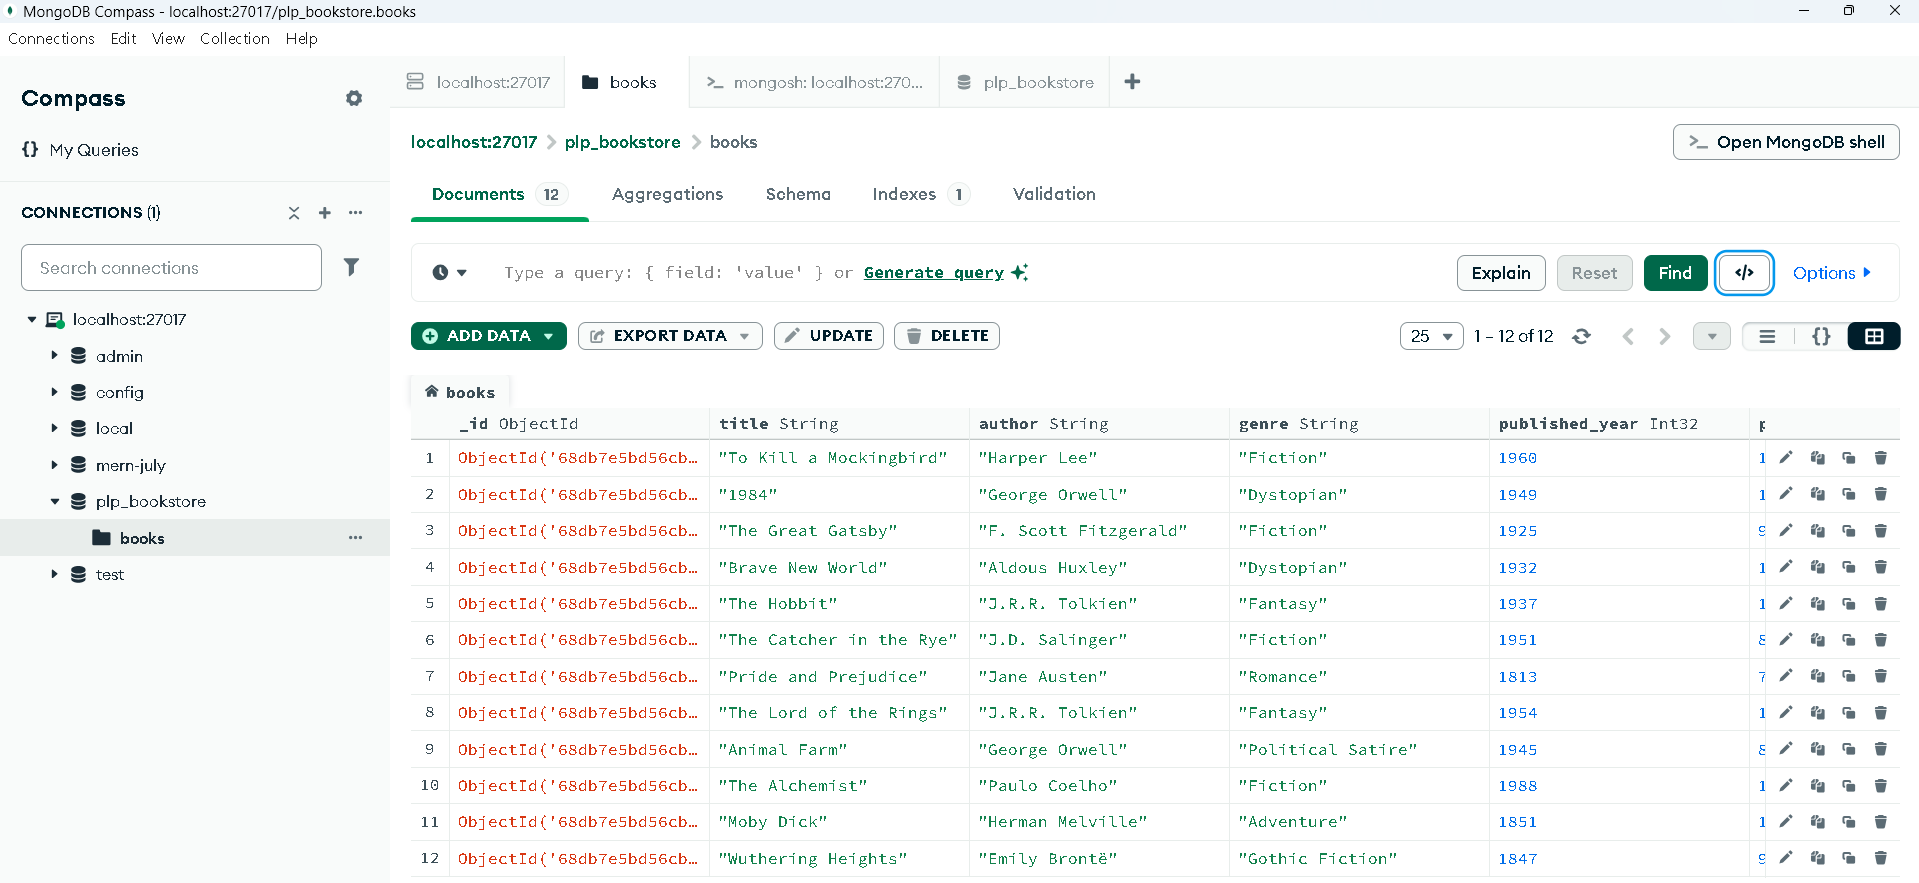 MongoDB Compass - localhost:27017/plp_bookstore.books
Connections Edit View Collection Help
Compass
{} My Queries
CONNECTIONS (1)
Search connections
localhost:27017
admin
config
local
mern-july
plp_bookstore
books
test
localhost:27017 books >_ mongosh: localhost:270... plp_bookstore +
localhost:27017 > plp_bookstore > books
>_ Open MongoDB shell
Documents 12 Aggregations Schema Indexes 1 Validation
Type a query: { field: 'value' } or Generate query
Explain Reset Find </> Options
ADD DATA EXPORT DATA UPDATE DELETE
25 1 – 12 of 12 {}
books
_id ObjectId title String author String genre String published_year Int32
1 ObjectId('68db7e5bd56cb… "To Kill a Mockingbird" "Harper Lee" "Fiction" 1960 1
2 ObjectId('68db7e5bd56cb… "1984" "George Orwell" "Dystopian" 1949 1
3 ObjectId('68db7e5bd56cb… "The Great Gatsby" "F. Scott Fitzgerald" "Fiction" 1925 9
4 ObjectId('68db7e5bd56cb… "Brave New World" "Aldous Huxley" "Dystopian" 1932 1
5 ObjectId('68db7e5bd56cb… "The Hobbit" "J.R.R. Tolkien" "Fantasy" 1937 1
6 ObjectId('68db7e5bd56cb… "The Catcher in the Rye" "J.D. Salinger" "Fiction" 1951 8
7 ObjectId('68db7e5bd56cb… "Pride and Prejudice" "Jane Austen" "Romance" 1813 7
8 ObjectId('68db7e5bd56cb… "The Lord of the Rings" "J.R.R. Tolkien" "Fantasy" 1954 1
9 ObjectId('68db7e5bd56cb… "Animal Farm" "George Orwell" "Political Satire" 1945 8
10 ObjectId('68db7e5bd56cb… "The Alchemist" "Paulo Coelho" "Fiction" 1988 1
11 ObjectId('68db7e5bd56cb… "Moby Dick" "Herman Melville" "Adventure" 1851 1
12 ObjectId('68db7e5bd56cb… "Wuthering Heights" "Emily Brontë" "Gothic Fiction" 1847 9